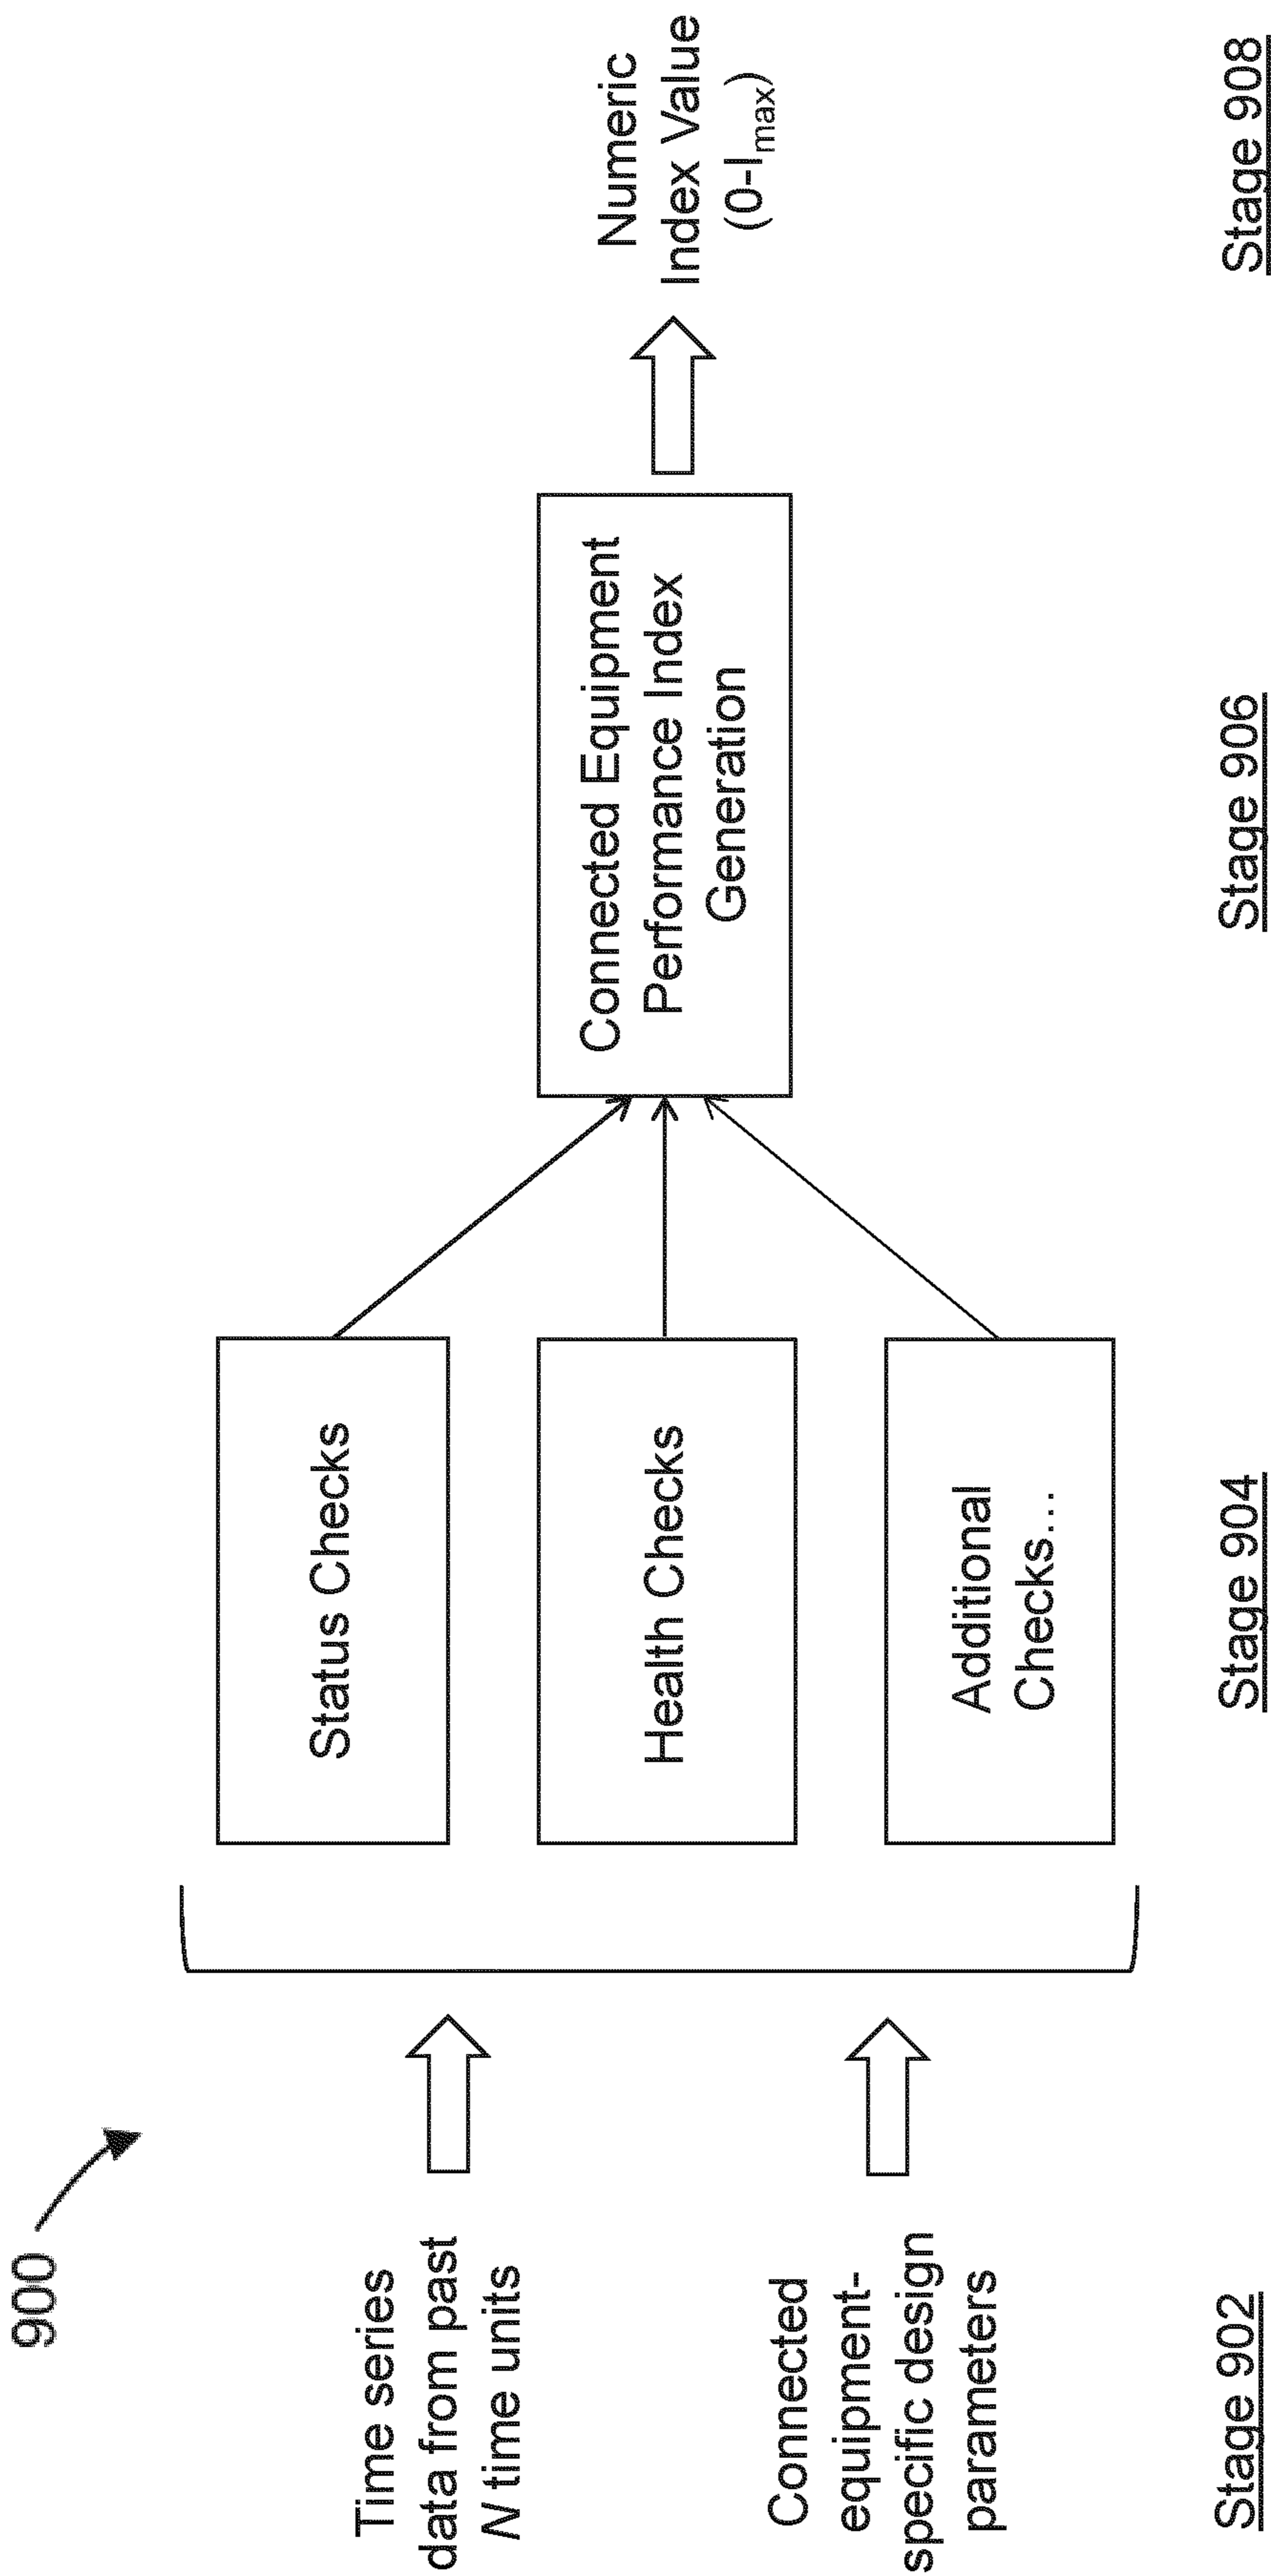 900
Time series
data from past
N time units
Connected
equipment-
specific design
parameters
Stage 902
Status Checks
Health Checks
Additional
Checks...
Stage 904
Connected Equipment
Performance Index
Generation
Stage 906
Numeric
Index Value
(0-Imax)
Stage 908